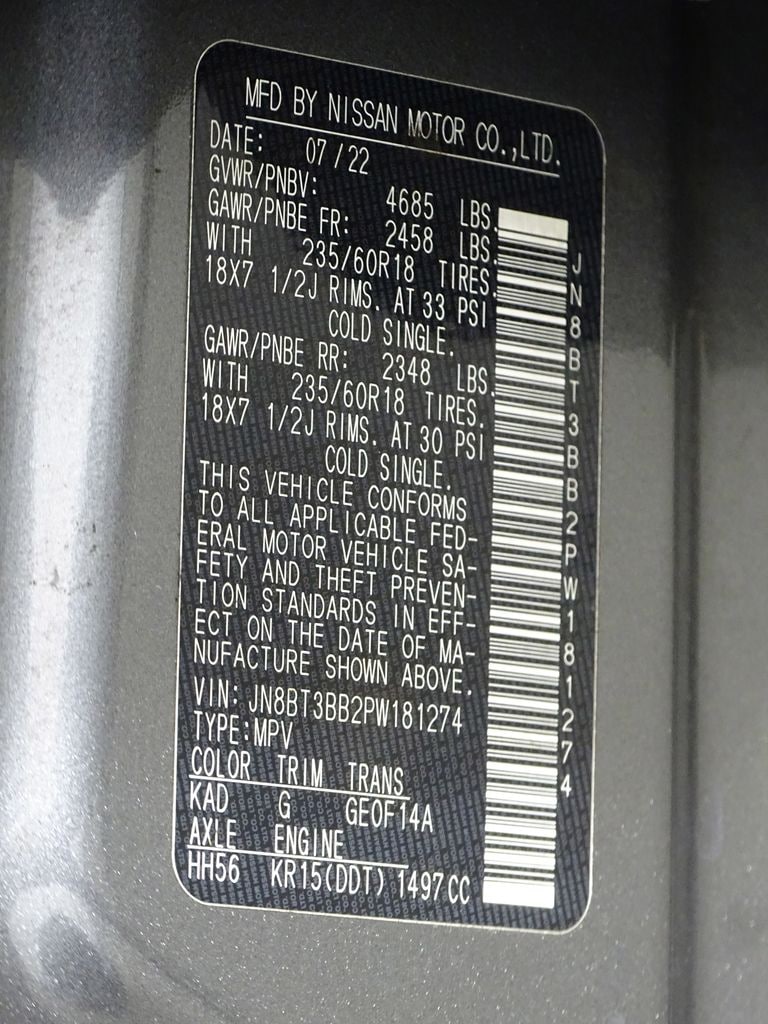 MFD BY NISSAN MOTOR CO.,LTD.
DATE: 07/22
GVWR/PNBV: 4685 LBS.
GAWR/PNBE FR: 2458 LBS.
WITH 235/60R18 TIRES.
18X7 1/2J RIMS. AT 33 PSI
COLD SINGLE.
GAWR/PNBE RR: 2348 LBS.
WITH 235/60R18 TIRES.
18X7 1/2J RIMS. AT 30 PSI
COLD SINGLE.
THIS VEHICLE CONFORMS
TO ALL APPLICABLE FED-
ERAL MOTOR VEHICLE SA-
FETY AND THEFT PREVEN-
TION STANDARDS IN EFF-
ECT ON THE DATE OF MA-
NUFACTURE SHOWN ABOVE.
VIN: JN8BT3BB2PW181274
TYPE:MPV
COLOR TRIM TRANS
KAD G GE0F14A
AXLE ENGINE
HH56 KR15(DDT) 1497CC
JN8BT3BB2PW181274